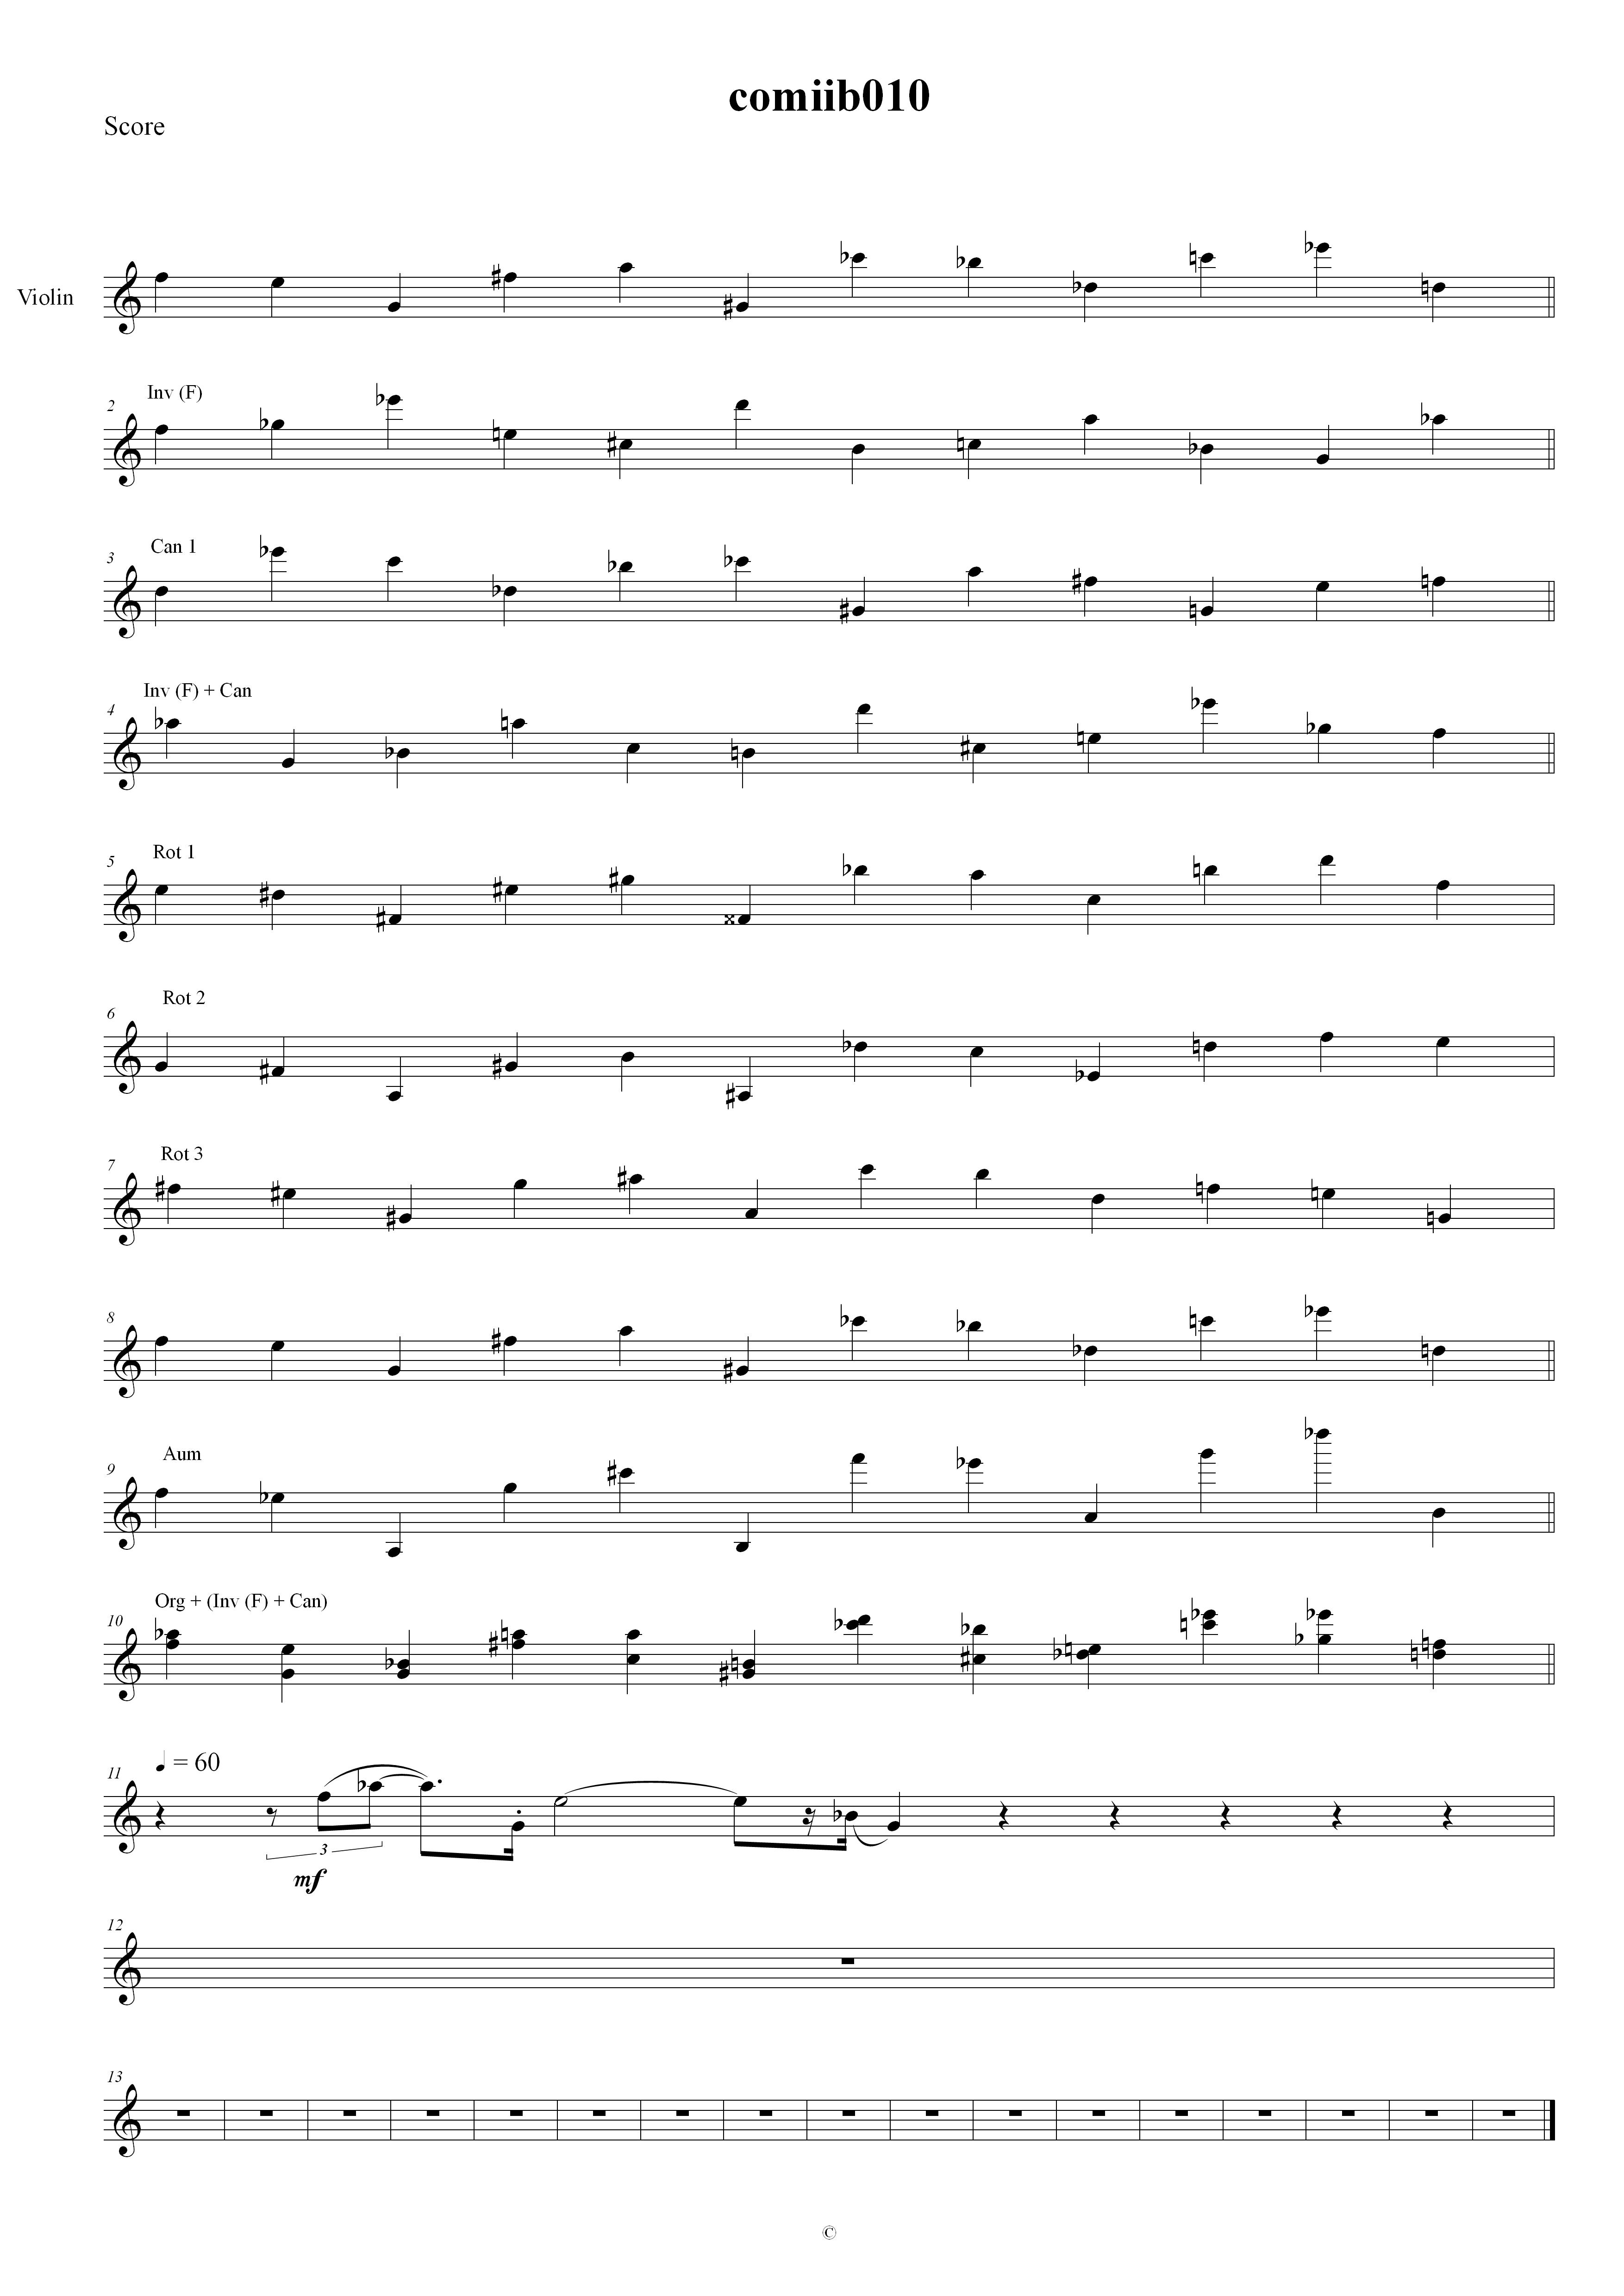 comiib010
Score
Violin
2 Inv (F)
3 Can 1
4 Inv (F) + Can
5 Rot 1
6 Rot 2
7 Rot 3
8
9 Aum
10 Org + (Inv (F) + Can)
11 = 60
3
mf
12
13
©